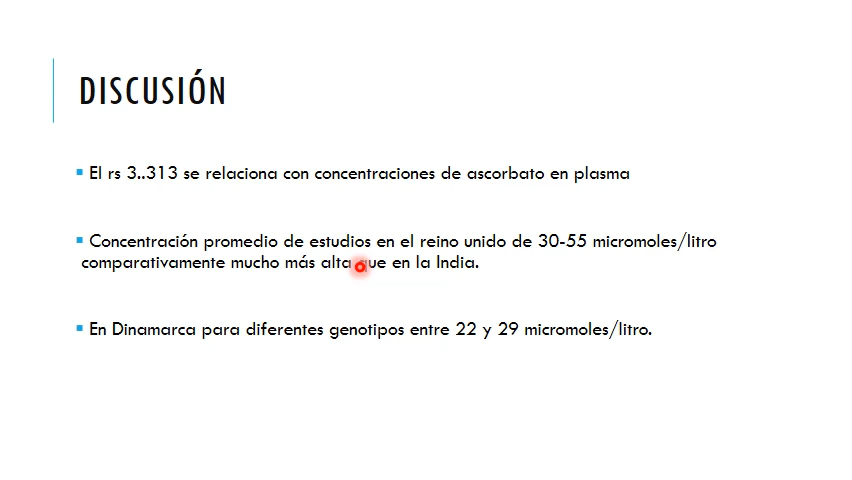 DISCUSIÓN
El rs 3..313 se relaciona con concentraciones de ascorbato en plasma
Concentración promedio de estudios en el reino unido de 30-55 micromoles/litro
comparativamente mucho más alta que en la India.
En Dinamarca para diferentes genotipos entre 22 y 29 micromoles/litro.